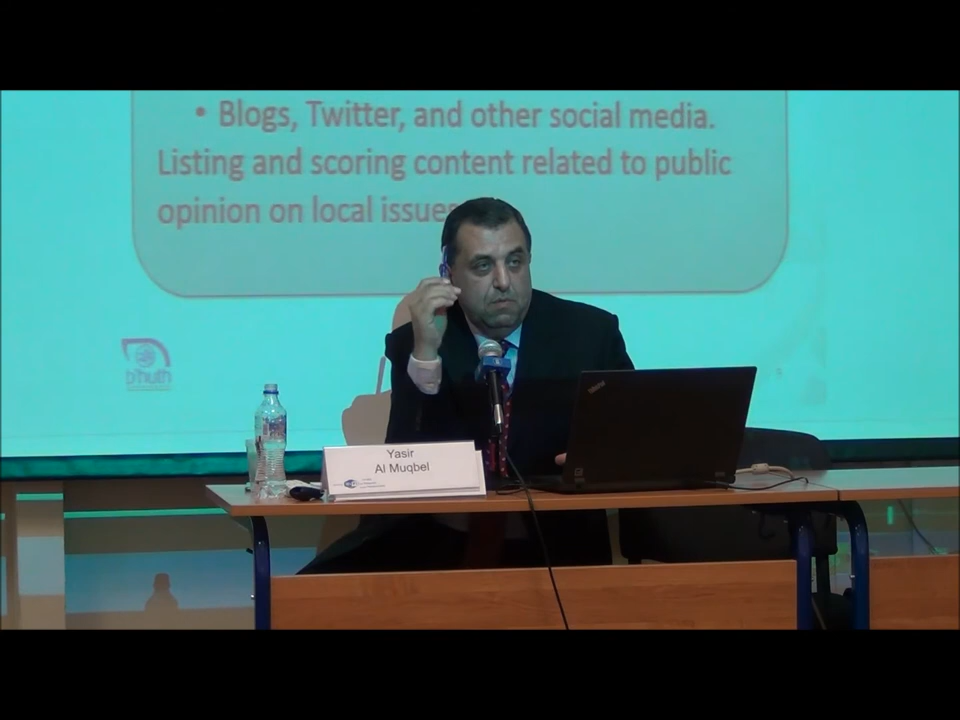 • Blogs, Twitter, and other social media.
Listing and scoring content related to public
opinion on local issues
b'huth
ThinkPad
Yasir
Al Muqbel